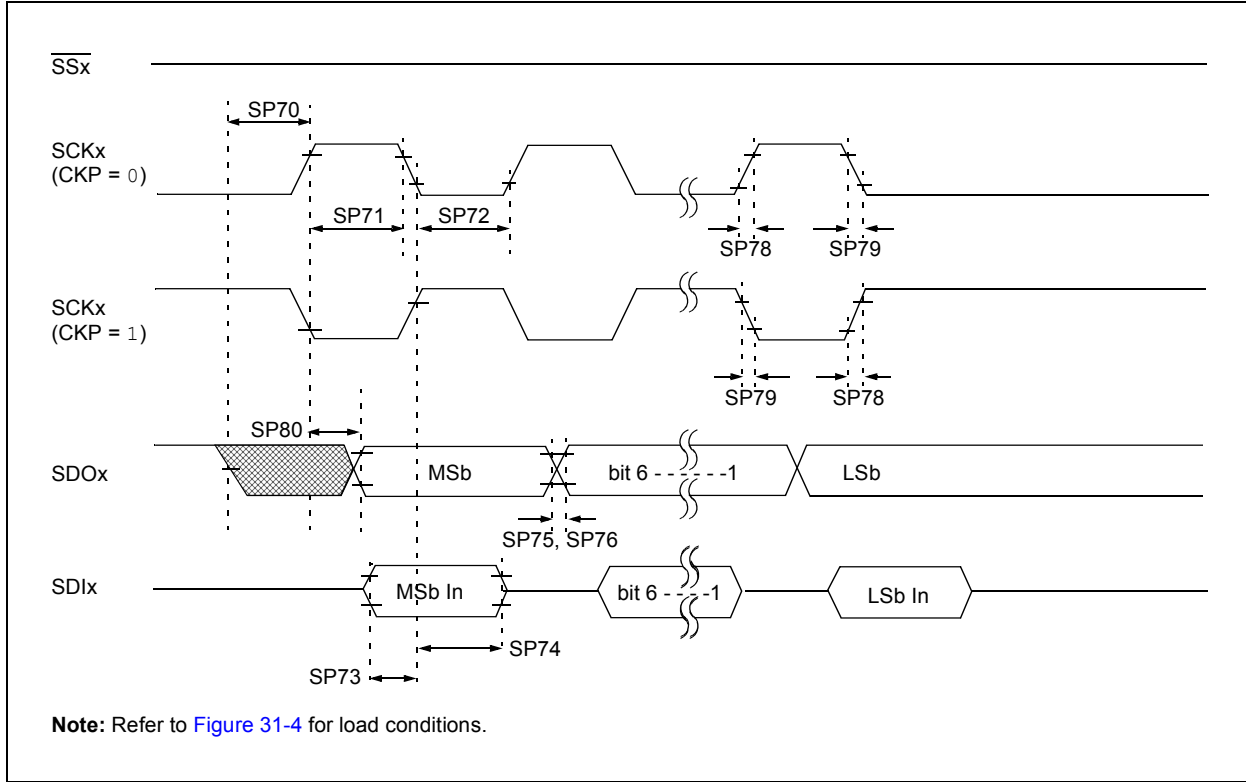 SSx
SP70
SCKx
(CKP = 0)
SP71
SP72
SP78
SP79
SCKx
(CKP = 1)
SP79
SP78
SP80
SDOx
MSb
bit 6 - - - - - - -1
LSb
SP75, SP76
SDIx
MSb In
bit 6 - - - - -1
LSb In
SP74
SP73
Note: Refer to Figure 31-4 for load conditions.